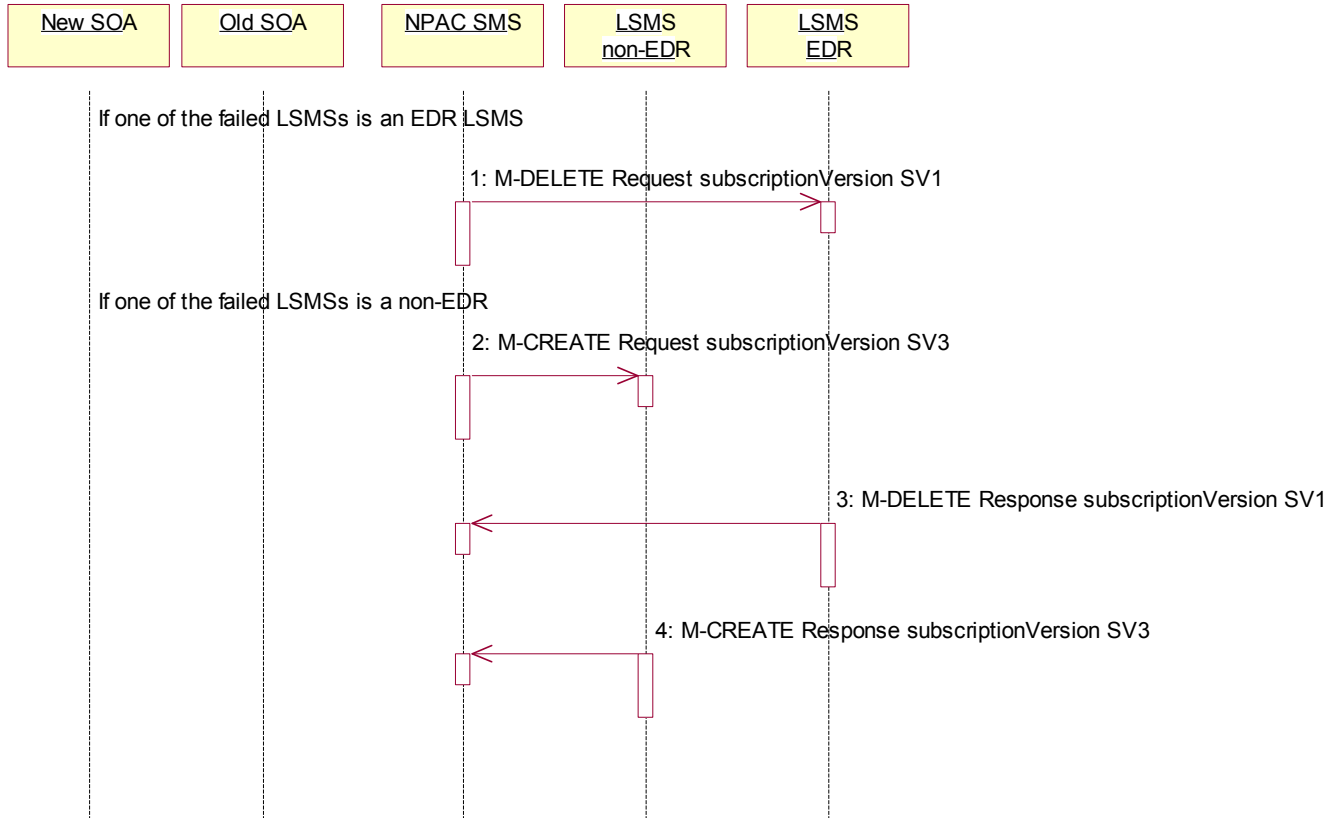 New SOA
Old SOA
NPAC SMS
LSMS
non-EDR
LSMS
EDR
If one of the failed LSMSs is an EDR LSMS
1: M-DELETE Request subscriptionVersion SV1
If one of the failed LSMSs is a non-EDR
2: M-CREATE Request subscriptionVersion SV3
3: M-DELETE Response subscriptionVersion SV1
4: M-CREATE Response subscriptionVersion SV3